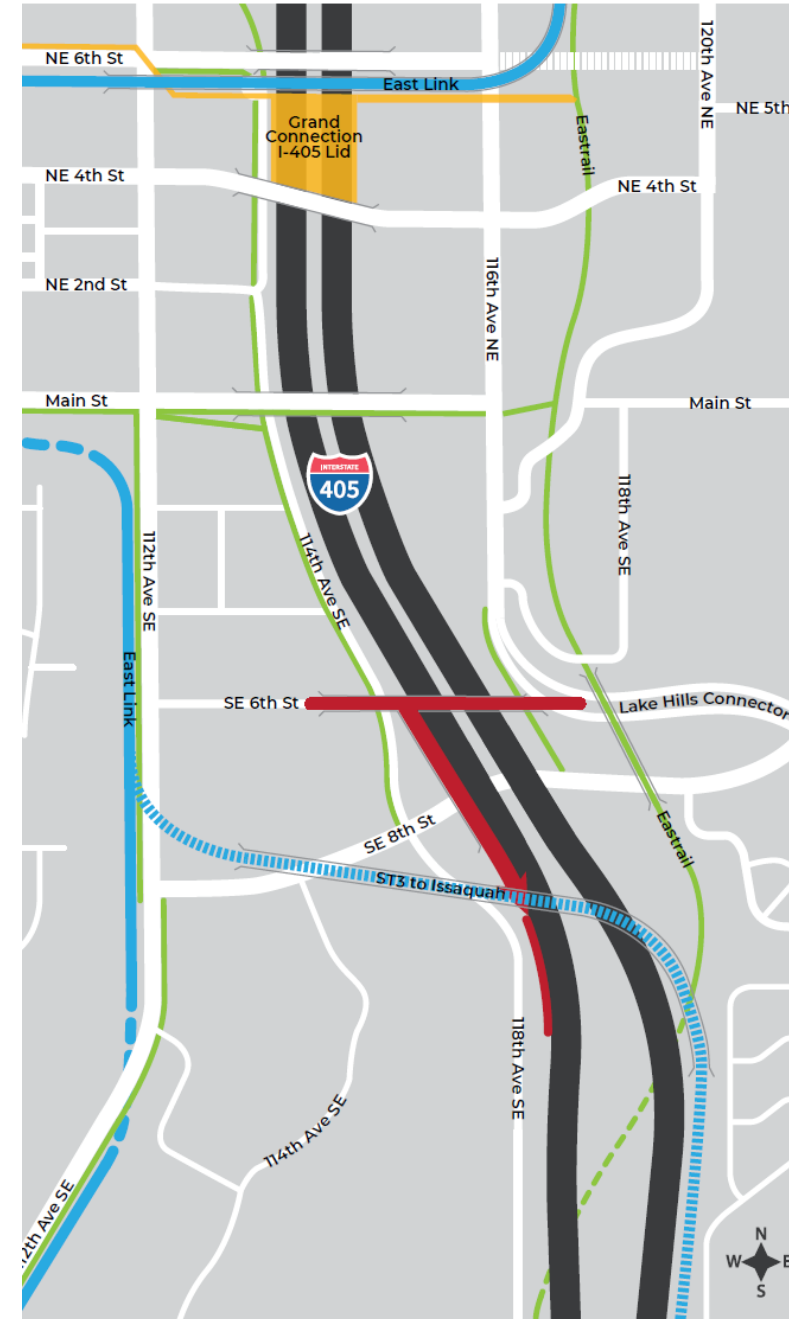 NE 6th St
East Link
120th Ave NE
NE 5th
Grand
Connection
I-405 Lid
Eastrail
NE 4th St
NE 4th St
NE 2nd St
116th Ave NE
Main St
Main St
INTERSTATE
405
118th Ave SE
112th Ave SE
114th Ave SE
East Link
SE 6th St
Lake Hills Connector
SE 8th St
Eastrail
ST3 to Issaquah
118th Ave SE
114th Ave SE
12th Ave SE
N
W
E
S